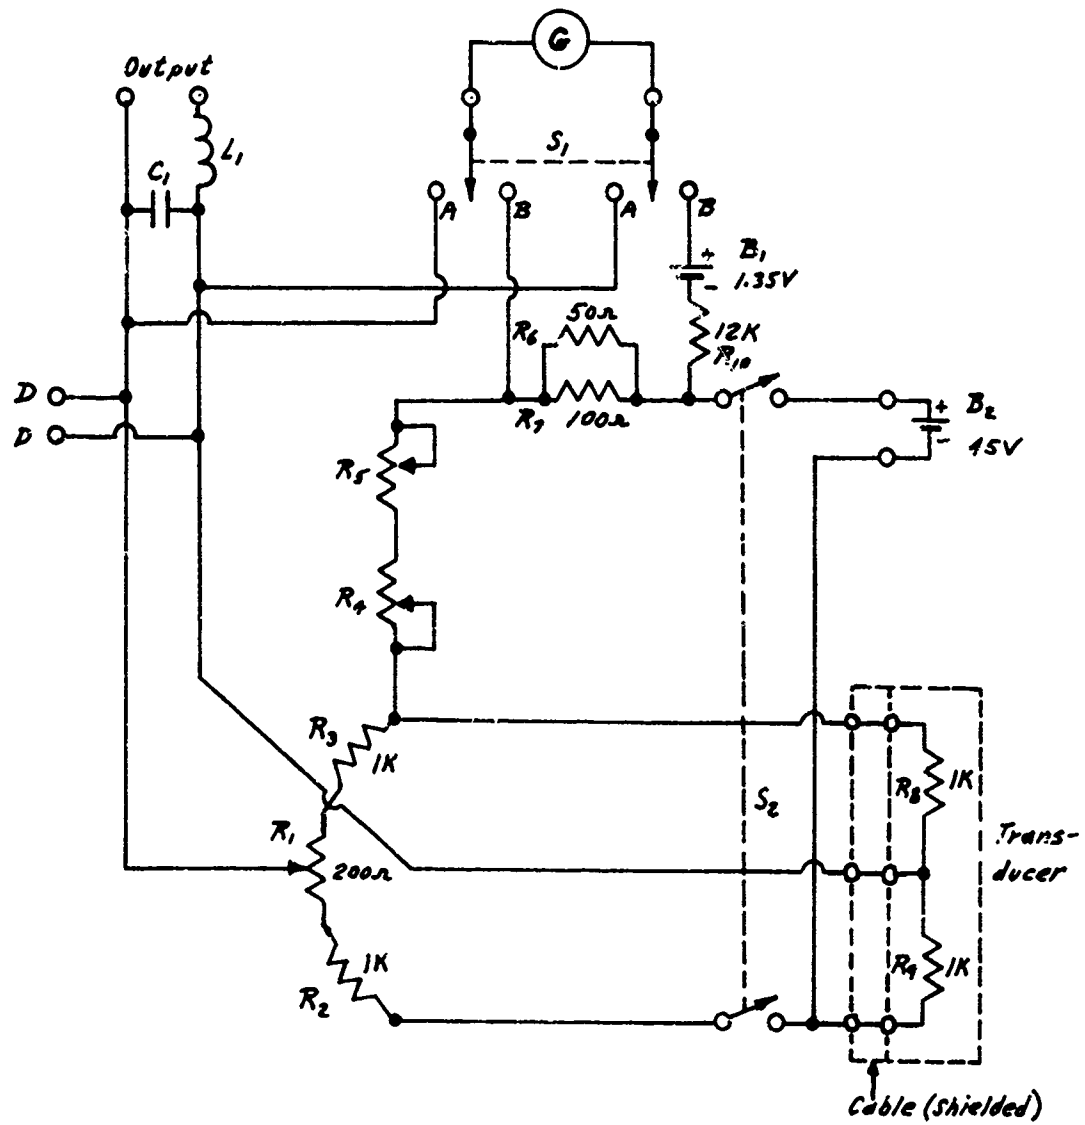 Output
G
L₁
C₁
S₁
A
B
A
B
+
B₁
1.35V
-
50Ω
R₆
12K
R₁₀
D
D
R₇
100Ω
+
B₂
45V
-
R₅
R₄
R₃
1K
S₂
R₁
200Ω
R₈
1K
Trans-
ducer
R₉
1K
1K
R₂
Cable (Shielded)